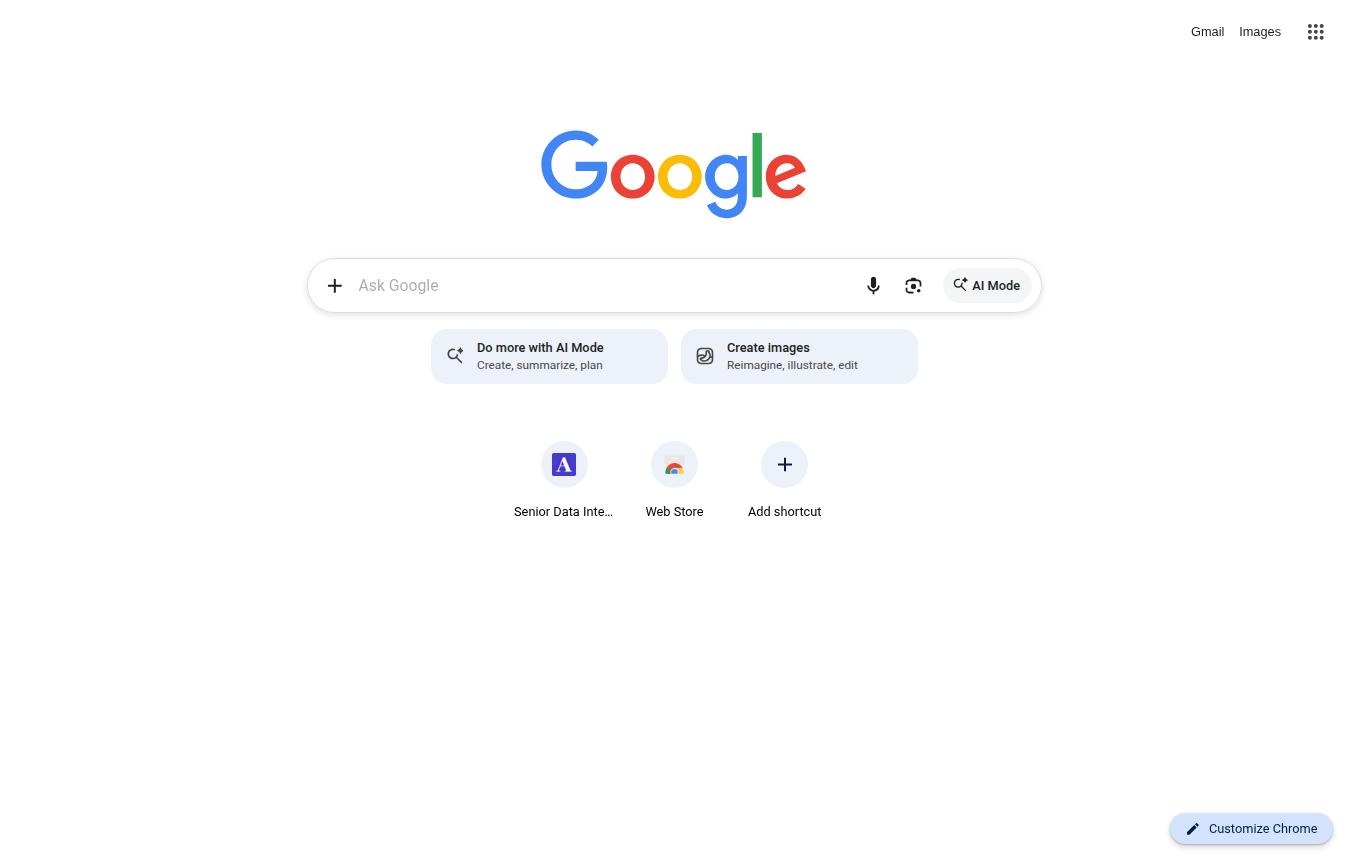 Gmail Images
Google
Ask Google
AI Mode
Do more with AI Mode
Create, summarize, plan
Create images
Reimagine, illustrate, edit
A
Senior Data Inte...
Web Store
Add shortcut
Customize Chrome